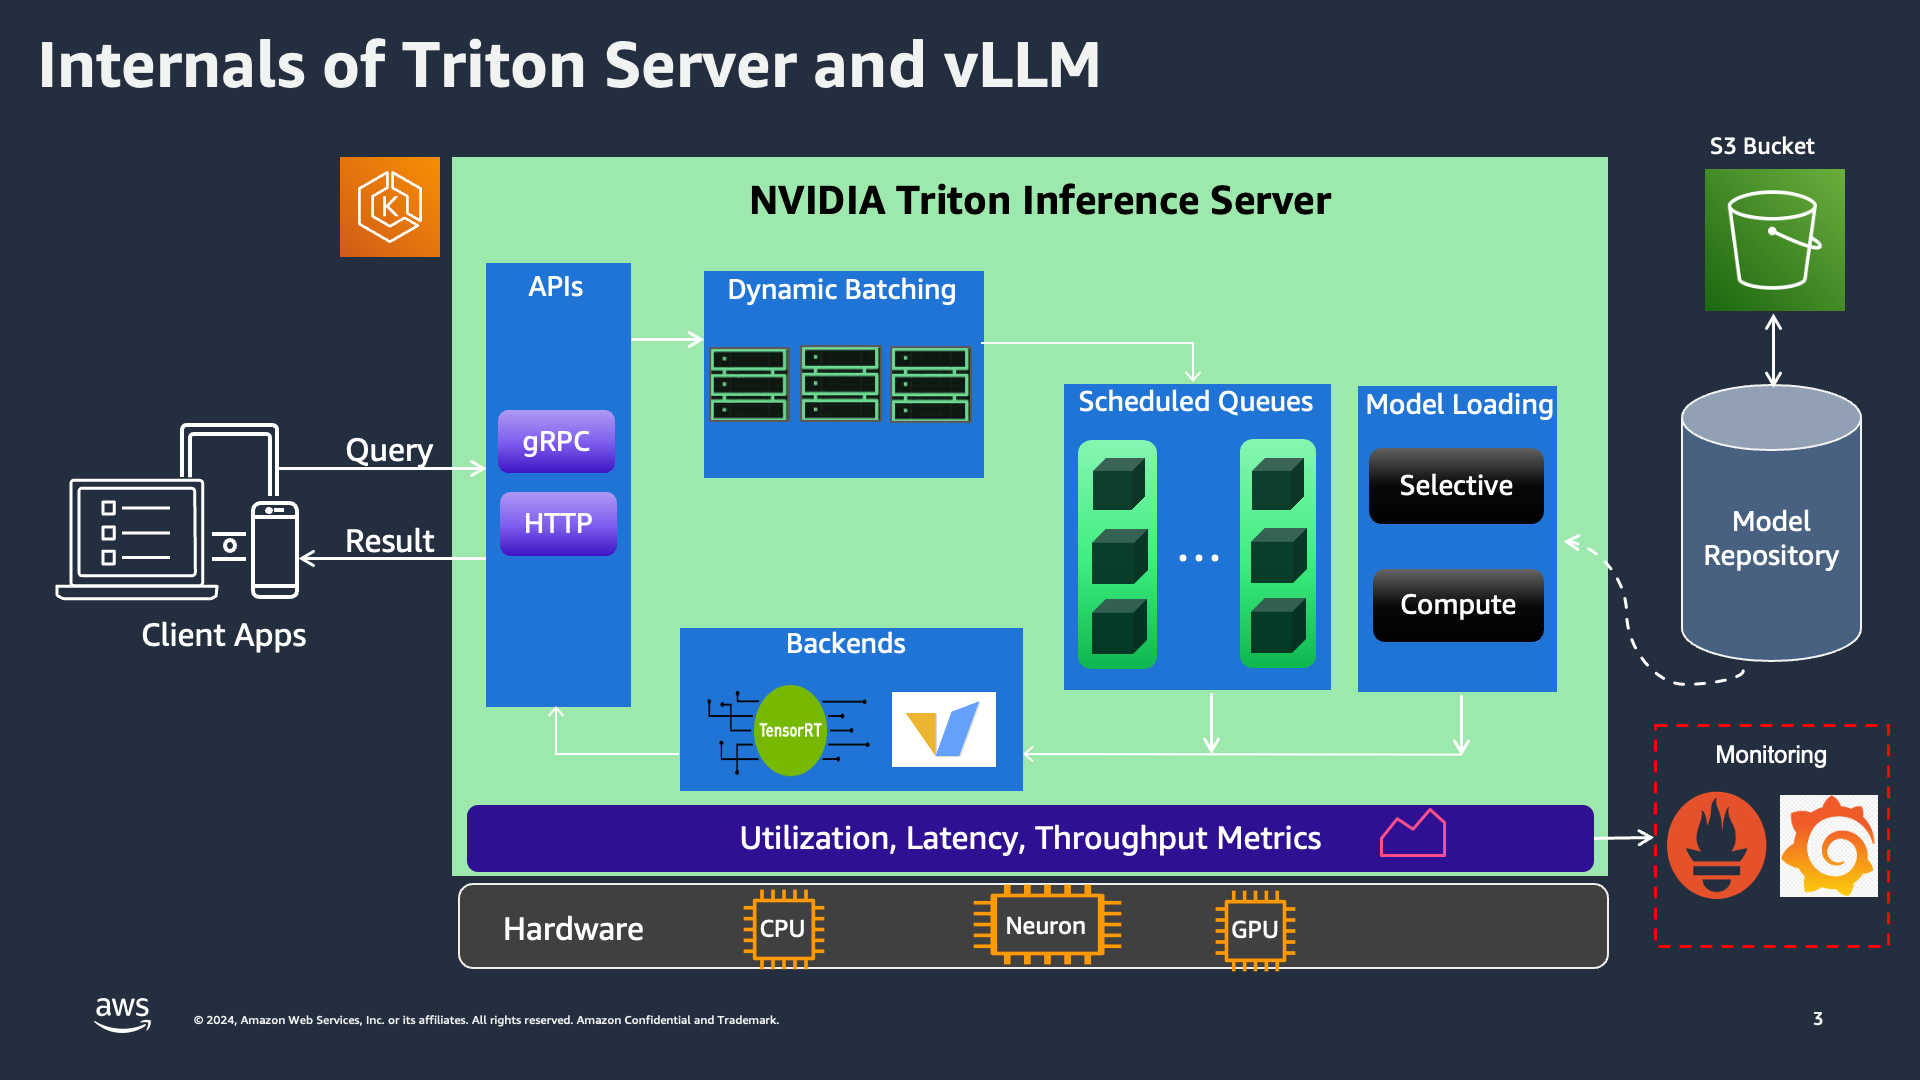 Internals of Triton Server and vLLM
S3 Bucket
K
NVIDIA Triton Inference Server
APIs
Dynamic Batching
Scheduled Queues
Model Loading
gRPC
HTTP
Query
Result
Client Apps
Selective
Compute
Model
Repository
Backends
TensorRT
Monitoring
Utilization, Latency, Throughput Metrics
Hardware
CPU
Neuron
GPU
aws
© 2024, Amazon Web Services, Inc. or its affiliates. All rights reserved. Amazon Confidential and Trademark.
3